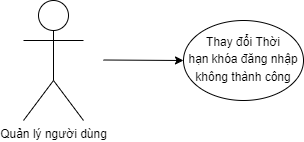 Thay đổi Thời
hạn khóa đăng nhập
không thành công
Quản lý người dùng